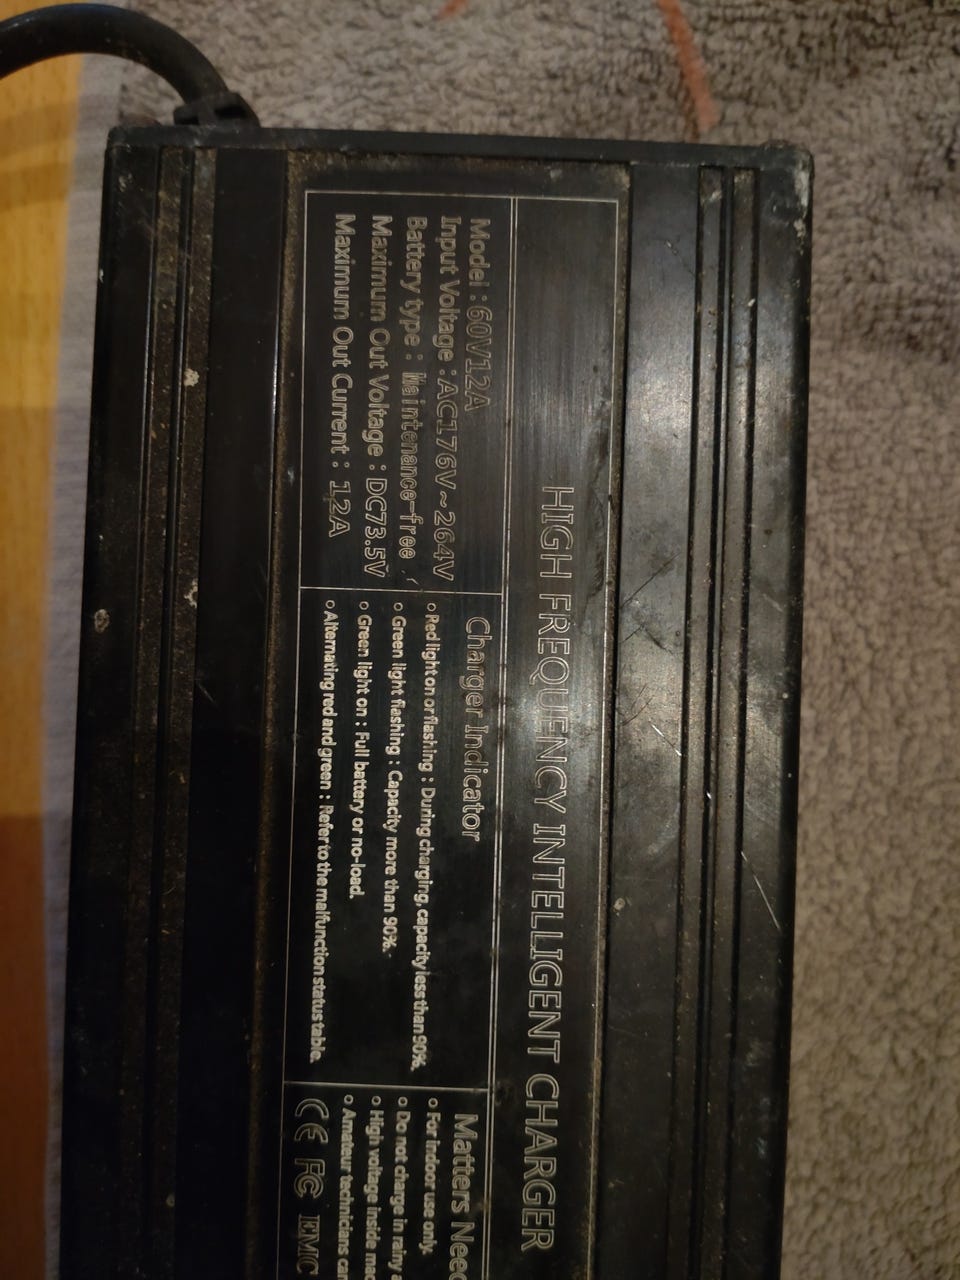 HIGH FREQUENCY INTELLIGENT CHARGER
Model : 60V12A
Input Voltage : AC176V~264V
Battery type : Maintenance-free
Maximum Out Voltage : DC73.5V
Maximum Out Current : 12A
Charger Indicator
Red light on or flashing : During charging, capacity less than 90%.
Green light flashing : Capacity more than 90%.
Green light on : Full battery or no-load.
Alternating red and green : Refer to the malfunction status table.
Matters
For indoor use only.
Do not charge in rainy
High voltage inside
Amateur technicians
CE FC EMC